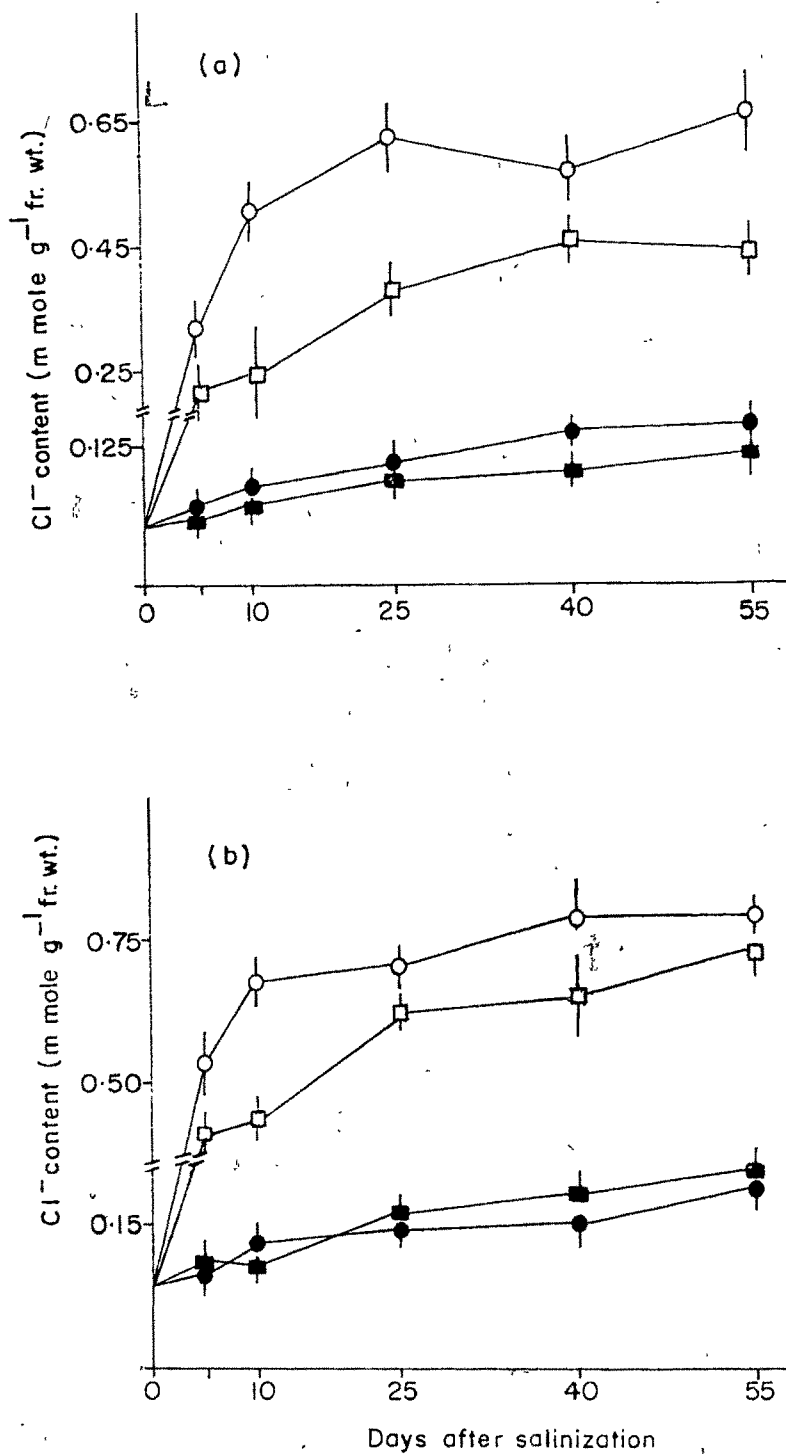 (a)
Cl⁻ content (m mole g⁻¹ fr. wt.)
0·65
0·45
0·25
0·125
0 10 25 40 55
(b)
Cl⁻ content (m mole g⁻¹ fr. wt.)
0·75
0·50
0·15
0 10 25 40 55
Days after salinization